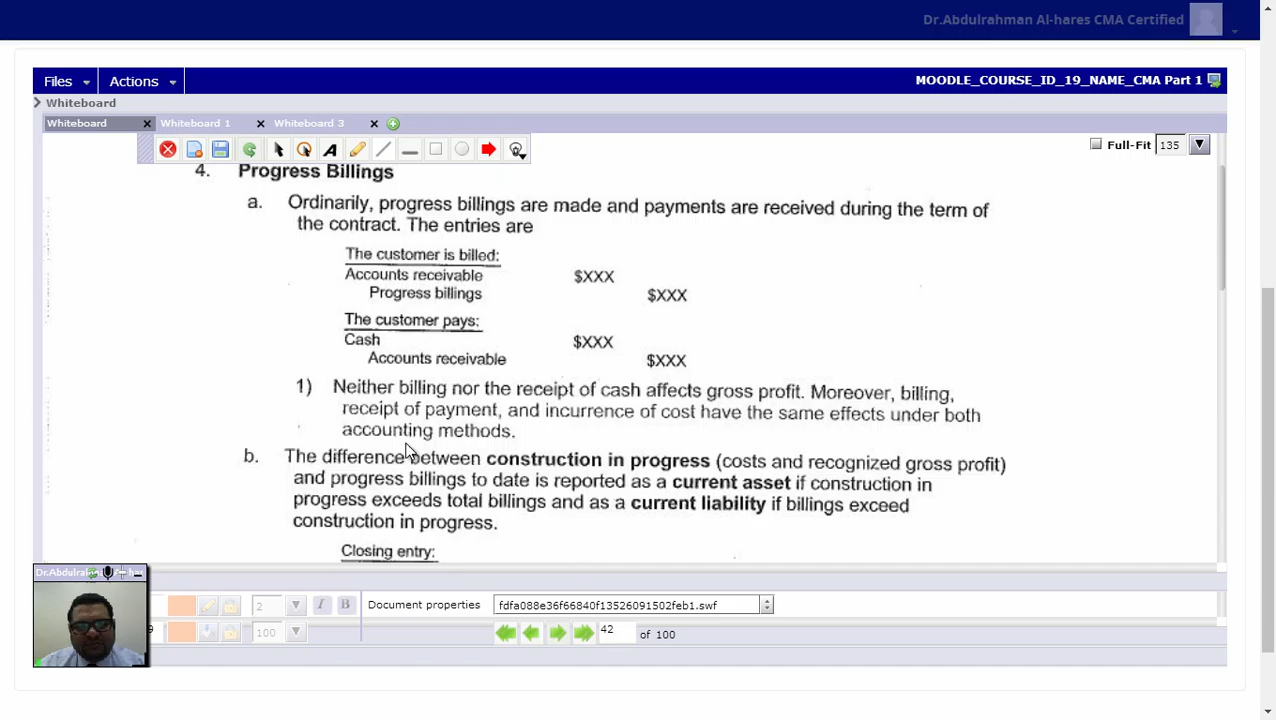 Dr.Abdulrahman Al-hares CMA Certified
Files Actions MOODLE_COURSE_ID_19_NAME_CMA Part 1
Whiteboard
Whiteboard Whiteboard 1 Whiteboard 3
Full-Fit 135
4. Progress Billings
a. Ordinarily, progress billings are made and payments are received during the term of
the contract. The entries are
The customer is billed:
Accounts receivable $XXX
Progress billings $XXX
The customer pays:
Cash $XXX
Accounts receivable $XXX
1) Neither billing nor the receipt of cash affects gross profit. Moreover, billing,
receipt of payment, and incurrence of cost have the same effects under both
accounting methods.
b. The difference between construction in progress (costs and recognized gross profit)
and progress billings to date is reported as a current asset if construction in
progress exceeds total billings and as a current liability if billings exceed
construction in progress.
Closing entry:
2 I B Document properties fdfa088e36f66840f13526091502feb1.swf
9 100 42 of 100